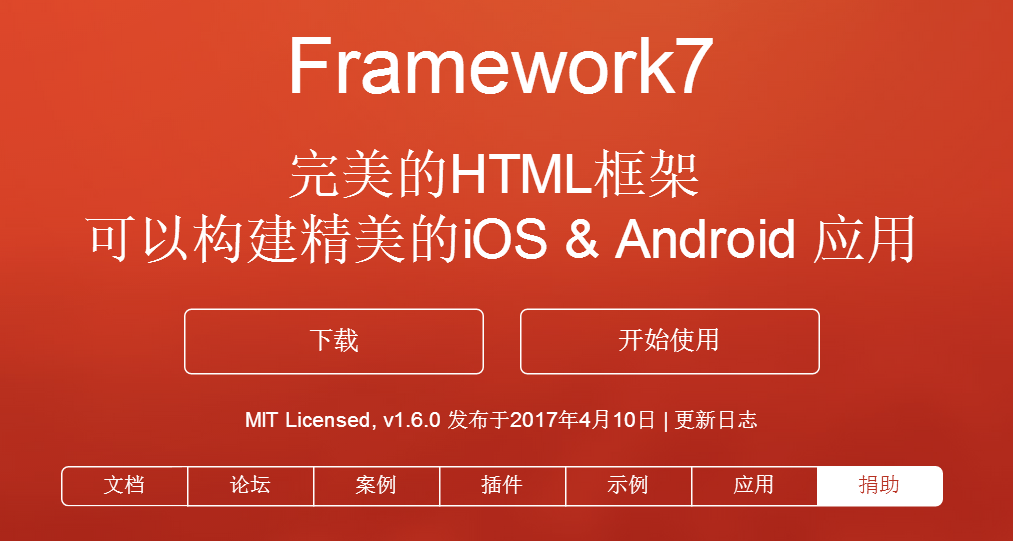 Framework7
完美的HTML框架
可以构建精美的iOS & Android 应用
下载 开始使用
MIT Licensed, v1.6.0 发布于2017年4月10日 | 更新日志
文档 论坛 案例 插件 示例 应用 捐助